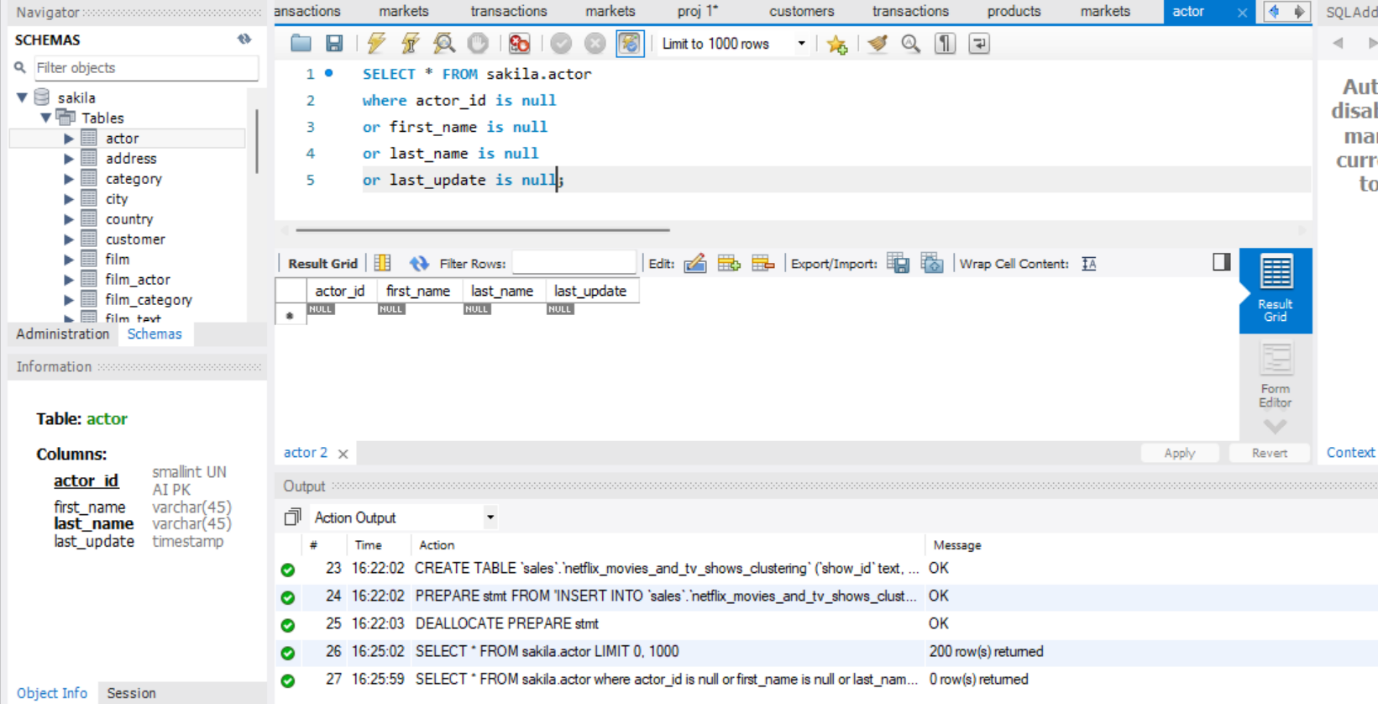 Navigator
ansactions markets transactions markets proj 1* customers transactions products markets actor SQLAdd
SCHEMAS
Limit to 1000 rows
Filter objects
sakila
Tables
actor
address
category
city
country
customer
film
film_actor
film_category
film_text
Administration Schemas
Information
Table: actor
Columns:
actor_id smallint UN
AI PK
first_name varchar(45)
last_name varchar(45)
last_update timestamp
Object Info Session
1 SELECT * FROM sakila.actor
2 where actor_id is null
3 or first_name is null
4 or last_name is null
5 or last_update is null;
Result Grid Filter Rows: Edit: Export/Import: Wrap Cell Content:
actor_id first_name last_name last_update
NULL NULL NULL NULL
Result
Grid
Form
Editor
actor 2 Apply Revert
Output
Action Output
# Time Action Message
23 16:22:02 CREATE TABLE `sales`.`netflix_movies_and_tv_shows_clustering` (`show_id` text, ... OK
24 16:22:02 PREPARE stmt FROM 'INSERT INTO `sales`.`netflix_movies_and_tv_shows_clust... OK
25 16:22:03 DEALLOCATE PREPARE stmt OK
26 16:25:02 SELECT * FROM sakila.actor LIMIT 0, 1000 200 row(s) returned
27 16:25:59 SELECT * FROM sakila.actor where actor_id is null or first_name is null or last_nam... 0 row(s) returned
Aut
disal
mar
curr
to
Context